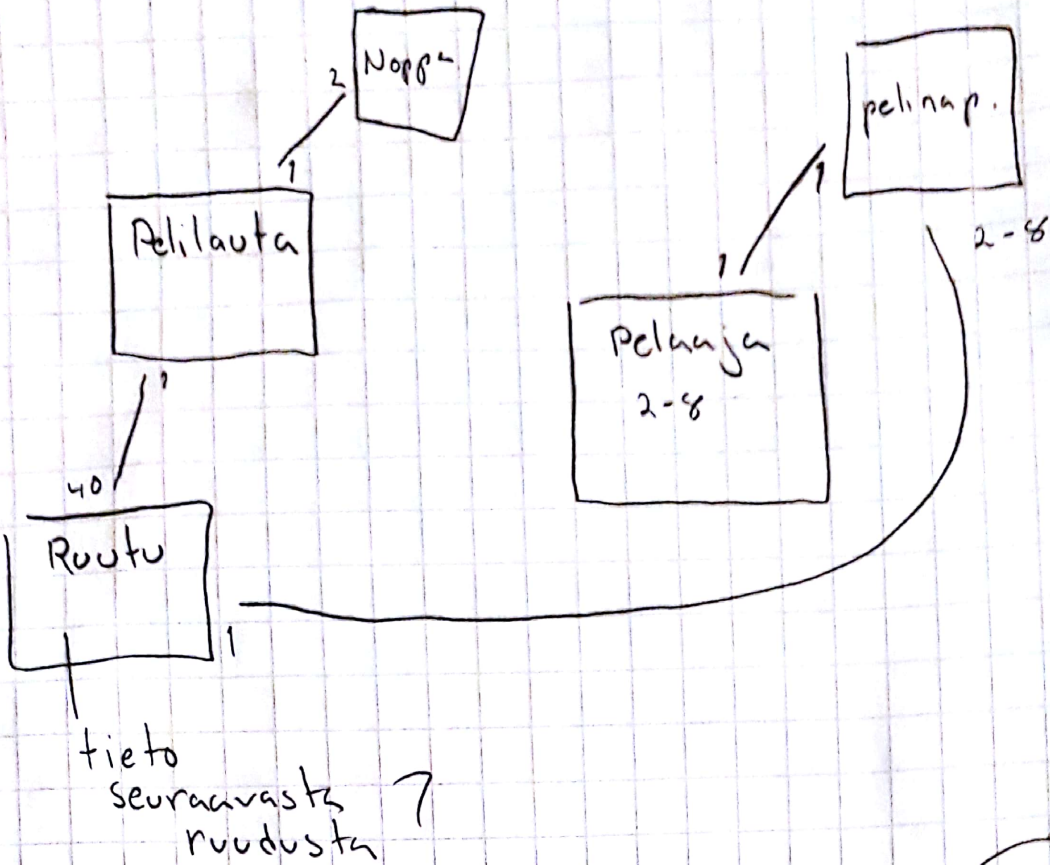 Noppa
2
1
Pelilauta
pelinap.
1
2-8
1
Pelaaja
2-8
1
40
Ruutu
1
tieto
seuraavasta ?
ruudusta